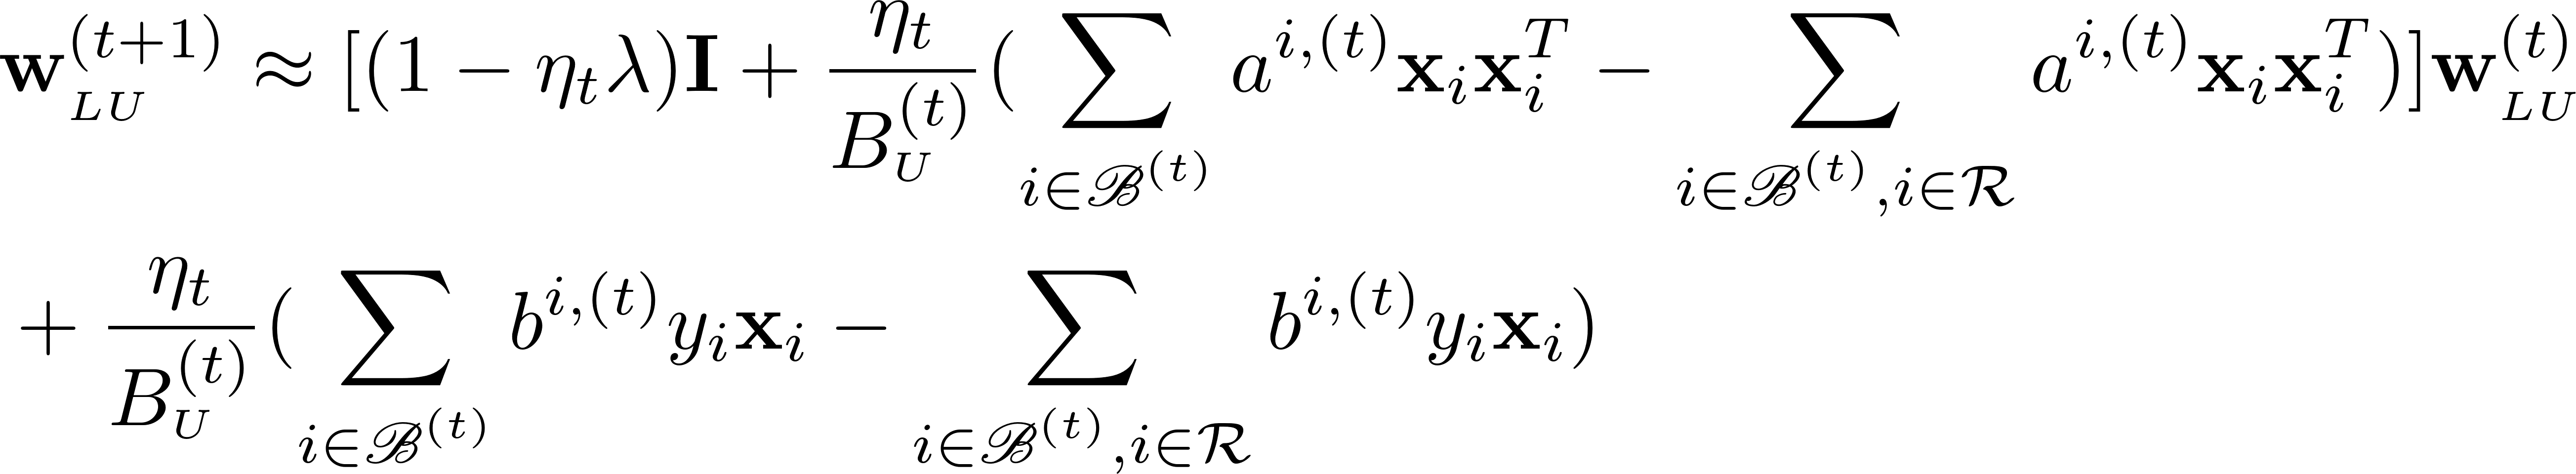 \mathbf{w}_{LU}^{(t+1)} \approx [(1 - \eta_t \lambda)\mathbf{I} + \frac{\eta_t}{B_U^{(t)}} ( \sum_{i \in \mathscr{B}^{(t)}} a^{i,(t)} \mathbf{x}_i \mathbf{x}_i^T - \sum_{i \in \mathscr{B}^{(t)}, i \in \mathcal{R}} a^{i,(t)} \mathbf{x}_i \mathbf{x}_i^T )] \mathbf{w}_{LU}^{(t)}
+ \frac{\eta_t}{B_U^{(t)}} ( \sum_{i \in \mathscr{B}^{(t)}} b^{i,(t)} y_i \mathbf{x}_i - \sum_{i \in \mathscr{B}^{(t)}, i \in \mathcal{R}} b^{i,(t)} y_i \mathbf{x}_i )